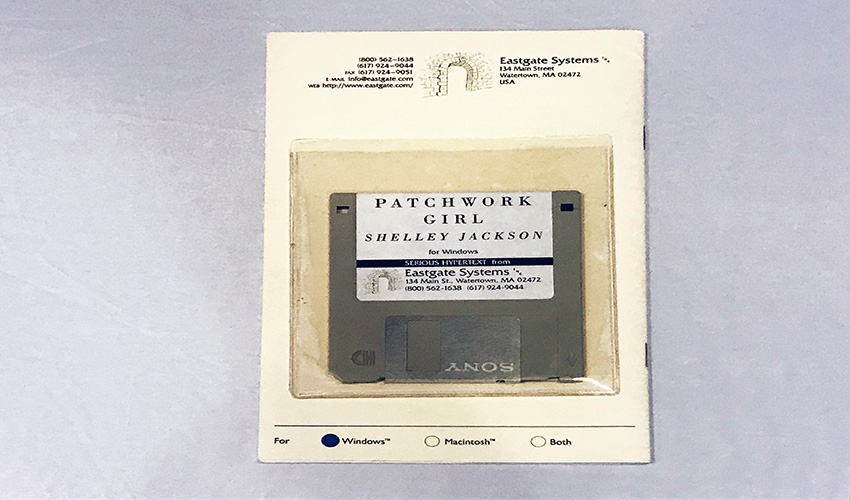 (800) 562-1638
(617) 924-9044
FAX (617) 924-9051
E-MAIL info@eastgate.com
WEB http://www.eastgate.com/
Eastgate Systems
134 Main Street
Watertown, MA 02472
USA
PATCHWORK
GIRL
SHELLEY JACKSON
for Windows
SERIOUS HYPERTEXT from
Eastgate Systems
134 Main St., Watertown, MA 02472
(800) 562-1638 (617) 924-9044
HD
SONY
For Windows™ Macintosh™ Both